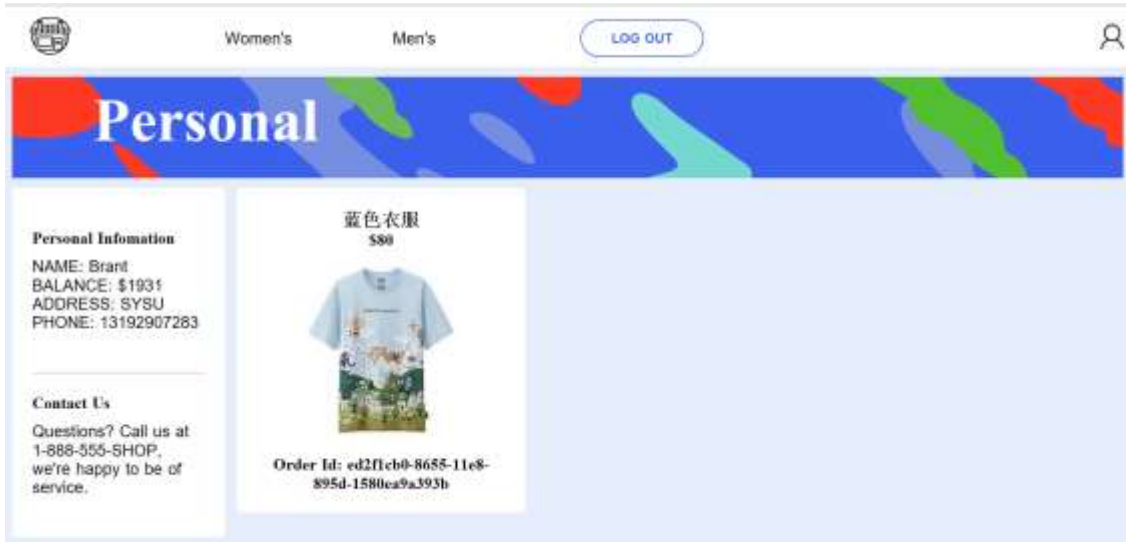 Women's
Men's
LOG OUT
Personal
Personal Infomation
NAME: Brant
BALANCE: $1931
ADDRESS: SYSU
PHONE: 13192907283
Contact Us
Questions? Call us at
1-888-555-SHOP,
we're happy to be of
service.
蓝色衣服
$80
Order Id: ed2f1cb0-8655-11e8-
895d-1580ea9a393b